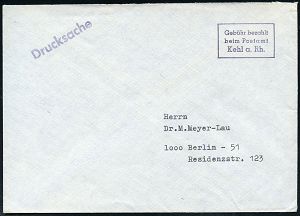 Drucksache
Gebühr bezahlt
beim Postamt
Kehl a. Rh.
Herrn
Dr.M.Meyer-Lau
1000 Berlin - 51
Residenzstr. 123